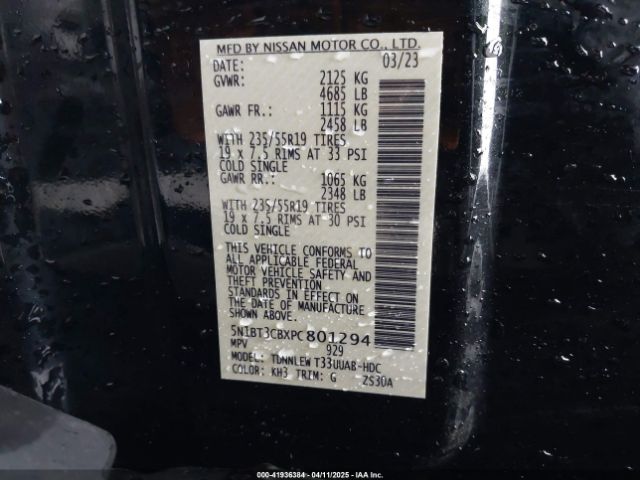 MFD BY NISSAN MOTOR CO., LTD.
DATE: 03/23
GVWR: 2125 KG
4685 LB
GAWR FR.: 1115 KG
2458 LB
WITH 235/55R19 TIRES
19 x 7.5 RIMS AT 33 PSI
COLD SINGLE
GAWR RR.: 1065 KG
2348 LB
WITH 235/55R19 TIRES
19 x 7.5 RIMS AT 30 PSI
COLD SINGLE
THIS VEHICLE CONFORMS TO
ALL APPLICABLE FEDERAL
MOTOR VEHICLE SAFETY AND
THEFT PREVENTION
STANDARDS IN EFFECT ON
THE DATE OF MANUFACTURE
SHOWN ABOVE.
5N1BT3CBXPC801294
MPV 929
MODEL: TDNNLEW T33UUAB-HDC
COLOR: KH3 TRIM: G ZS30A
00-41936384 - 04/11/2025 - IAA Inc.